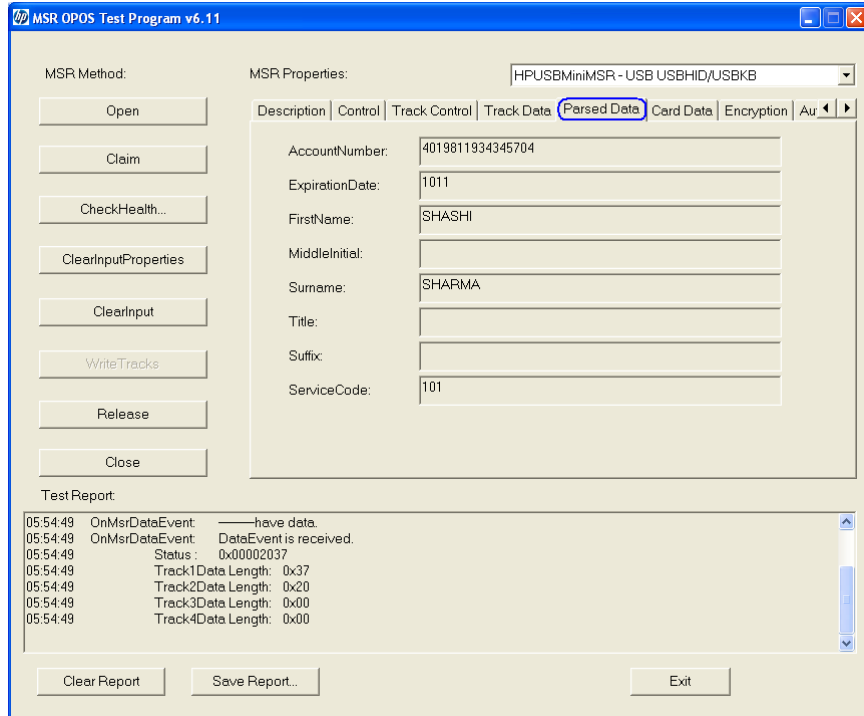 MSR OPOS Test Program v6.11
MSR Method:
MSR Properties:
HPUSBMiniMSR - USB USBHID/USBKB
Open
Claim
CheckHealth...
ClearInputProperties
ClearInput
WriteTracks
Release
Close
Description Control Track Control Track Data Parsed Data Card Data Encryption Au
AccountNumber: 4019811934345704
ExpirationDate: 1011
FirstName: SHASHI
MiddleInitial:
Surname: SHARMA
Title:
Suffix:
ServiceCode: 101
Test Report:
05:54:49 OnMsrDataEvent: ———have data.
05:54:49 OnMsrDataEvent: DataEvent is received.
05:54:49 Status : 0x00002037
05:54:49 Track1Data Length: 0x37
05:54:49 Track2Data Length: 0x20
05:54:49 Track3Data Length: 0x00
05:54:49 Track4Data Length: 0x00
Clear Report
Save Report...
Exit